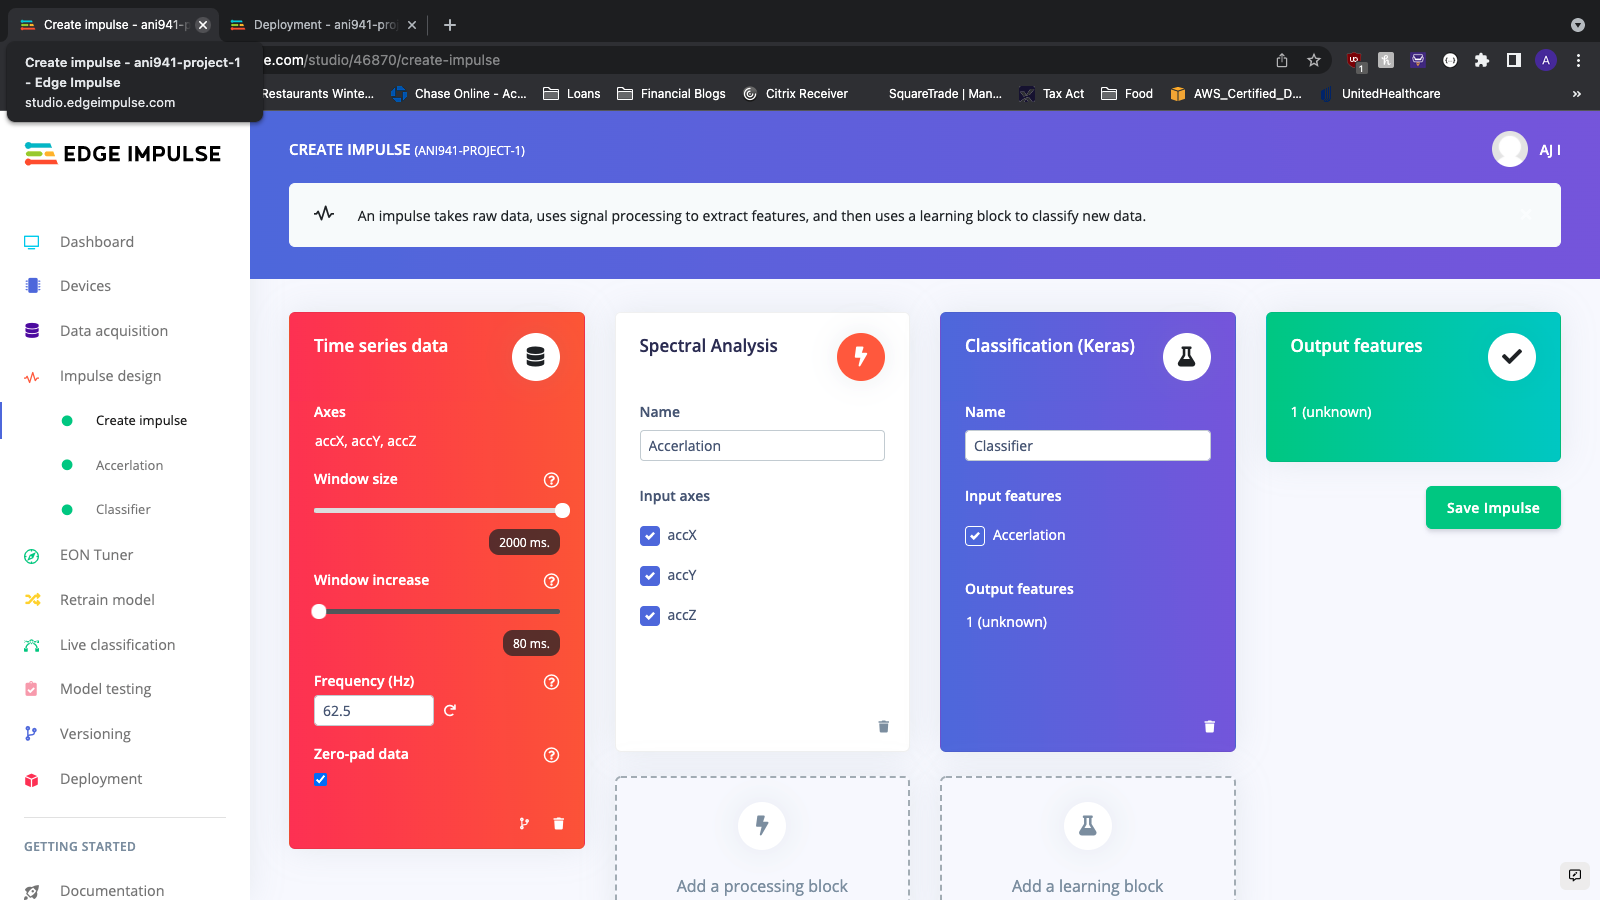 Create impulse - ani941-p
Deployment - ani941-proj
Create impulse - ani941-project-1
- Edge Impulse
studio.edgeimpulse.com
e.com/studio/46870/create-impulse
UD
1
A
Restaurants Winte...
Chase Online - Ac...
Loans
Financial Blogs
Citrix Receiver
SquareTrade | Man...
Tax Act
Food
AWS_Certified_D...
UnitedHealthcare
»
EDGE IMPULSE
CREATE IMPULSE (ANI941-PROJECT-1)
AJ I
An impulse takes raw data, uses signal processing to extract features, and then uses a learning block to classify new data.
Dashboard
Devices
Data acquisition
Impulse design
Create impulse
Accerlation
Classifier
EON Tuner
Retrain model
Live classification
Model testing
Versioning
Deployment
GETTING STARTED
Documentation
Time series data
Axes
accX, accY, accZ
Window size
2000 ms.
Window increase
80 ms.
Frequency (Hz)
62.5
Zero-pad data
Spectral Analysis
Name
Accerlation
Input axes
accX
accY
accZ
Add a processing block
Classification (Keras)
Name
Classifier
Input features
Accerlation
Output features
1 (unknown)
Add a learning block
Output features
1 (unknown)
Save Impulse